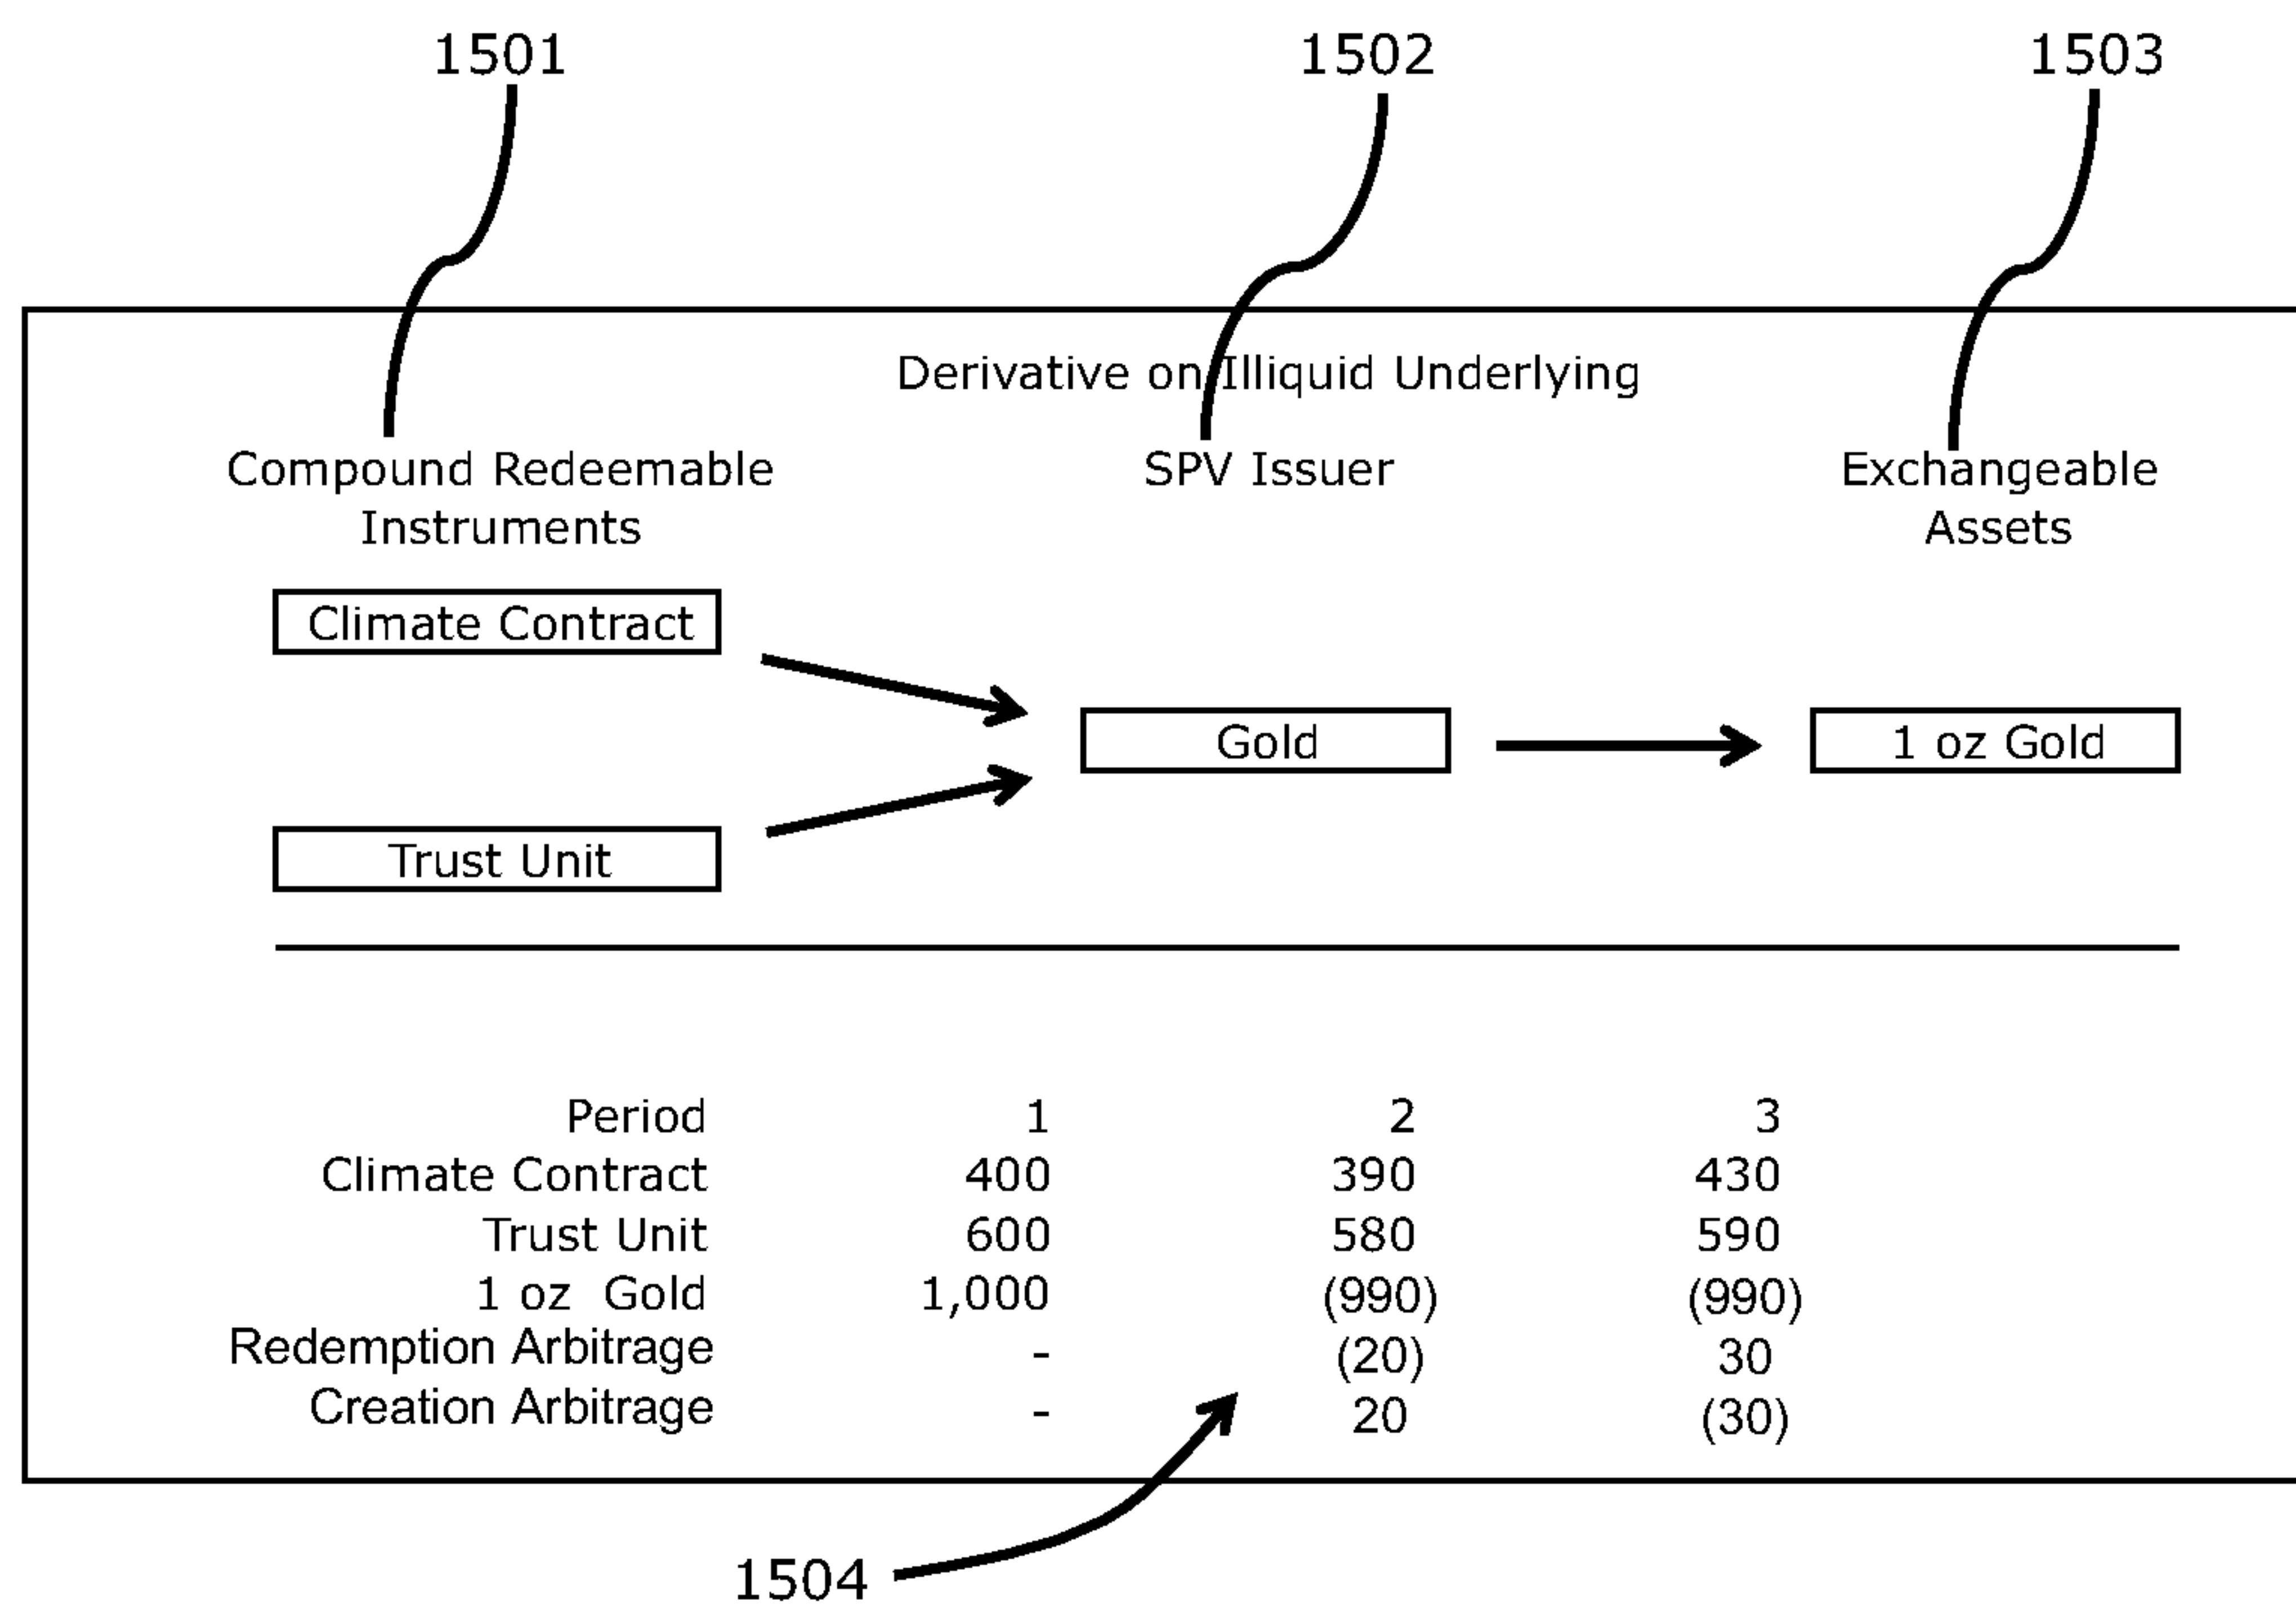 1501 1502 1503
Derivative on Illiquid Underlying
Compound Redeemable Instruments
SPV Issuer
Exchangeable Assets
Climate Contract
Gold
1 oz Gold
Trust Unit
Period 1 2 3
Climate Contract 400 390 430
Trust Unit 600 580 590
1 oz Gold 1,000 (990) (990)
Redemption Arbitrage - (20) 30
Creation Arbitrage - 20 (30)
1504